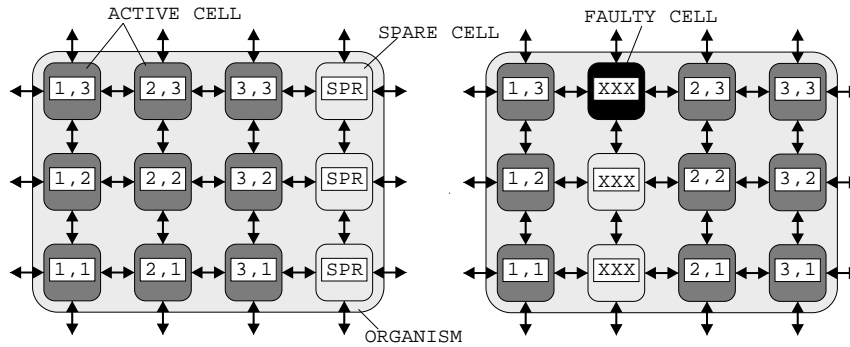 ACTIVE CELL
SPARE CELL
1,3 2,3 3,3 SPR
1,2 2,2 3,2 SPR
1,1 2,1 3,1 SPR
ORGANISM
FAULTY CELL
1,3 XXX 2,3 3,3
1,2 XXX 2,2 3,2
1,1 XXX 2,1 3,1